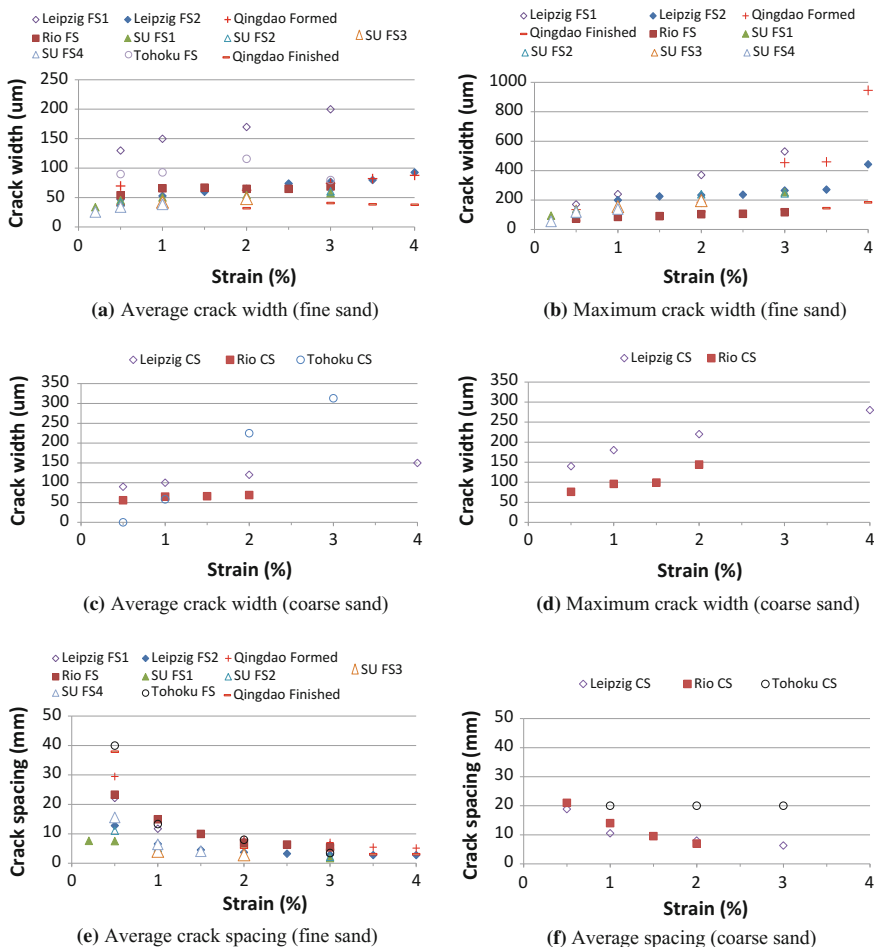 Leipzig FS1 Leipzig FS2 Qingdao Formed
Rio FS SU FS1 SU FS2 SU FS3
SU FS4 Tohoku FS Qingdao Finished
250
200
150
100
50
0
Crack width (um)
0 1 2 3 4
Strain (%)
(a) Average crack width (fine sand)
Leipzig FS1 Leipzig FS2 Qingdao Formed
Qingdao Finished Rio FS SU FS1
SU FS2 SU FS3 SU FS4
1000
800
600
400
200
0
Crack width (um)
0 1 2 3 4
Strain (%)
(b) Maximum crack width (fine sand)
Leipzig CS Rio CS Tohoku CS
350
300
250
200
150
100
50
0
Crack width (um)
0 1 2 3 4
Strain (%)
(c) Average crack width (coarse sand)
Leipzig CS Rio CS
350
300
250
200
150
100
50
0
Crack width (um)
0 1 2 3 4
Strain (%)
(d) Maximum crack width (coarse sand)
Leipzig FS1 Leipzig FS2 Qingdao Formed
Rio FS SU FS1 SU FS2 SU FS3
SU FS4 Tohoku FS Qingdao Finished
50
40
30
20
10
0
Crack spacing (mm)
0 1 2 3 4
Strain (%)
(e) Average crack spacing (fine sand)
Leipzig CS Rio CS Tohoku CS
50
40
30
20
10
0
Crack spacing (mm)
0 1 2 3 4
Strain (%)
(f) Average spacing (coarse sand)